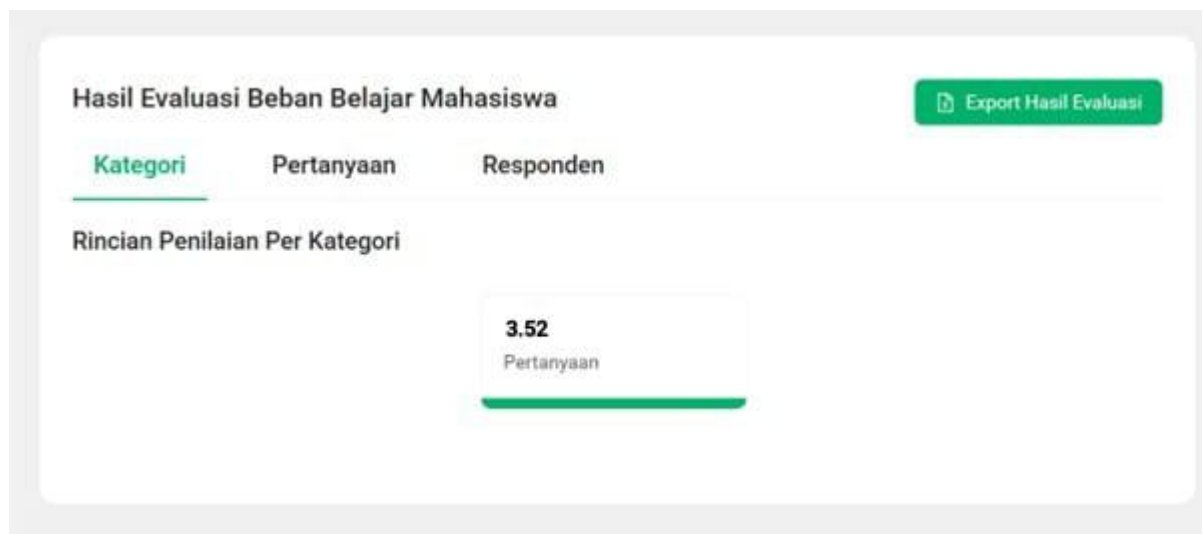 Hasil Evaluasi Beban Belajar Mahasiswa
Export Hasil Evaluasi
Kategori Pertanyaan Responden
Rincian Penilaian Per Kategori
3.52
Pertanyaan